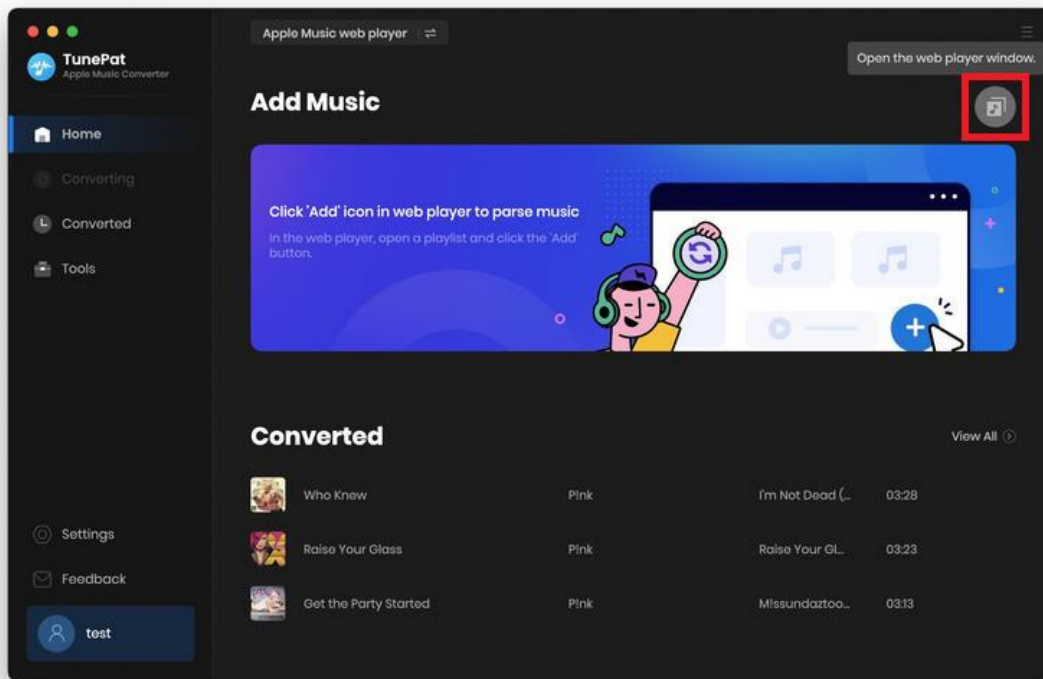 TunePat
Apple Music Converter
Home
Converting
Converted
Tools
Settings
Feedback
test
Apple Music web player
Open the web player window.
Add Music
Click 'Add' icon in web player to parse music
In the web player, open a playlist and click the 'Add'
button.
Converted
View All
Who Knew P!nk I'm Not Dead (... 03:28
Raise Your Glass P!nk Raise Your Gl... 03:23
Get the Party Started P!nk M!ssundaztoo... 03:13